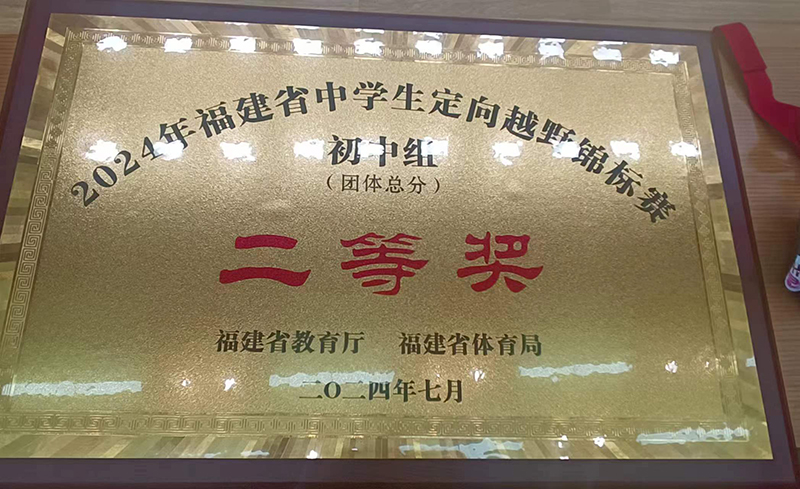 2024年福建省中学生定向越野锦标赛
初中组
（团体总分）
二等奖
福建省教育厅 福建省体育局
二〇二四年七月